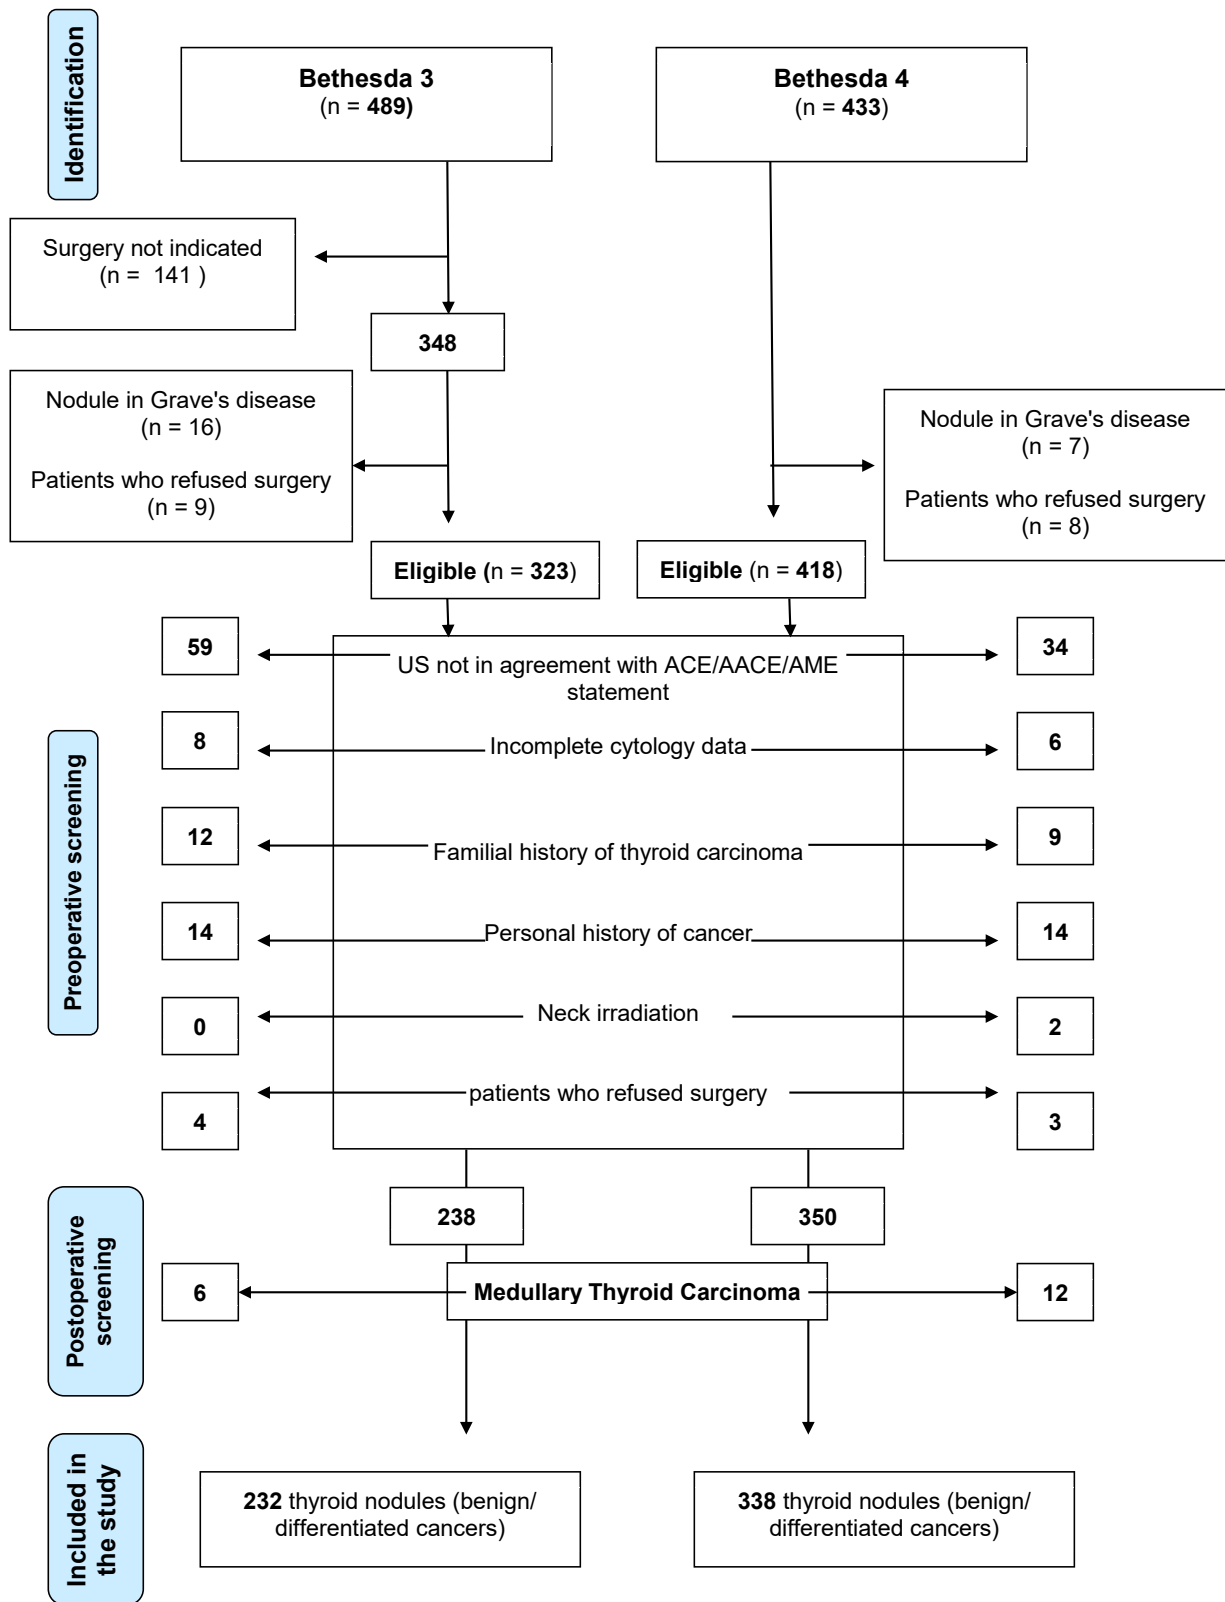 Identification
Bethesda 3
(n = 489)
Bethesda 4
(n = 433)
Surgery not indicated
(n = 141 )
348
Nodule in Grave's disease
(n = 16)
Patients who refused surgery
(n = 9)
Nodule in Grave's disease
(n = 7)
Patients who refused surgery
(n = 8)
Eligible (n = 323)
Eligible (n = 418)
Preoperative screening
59
US not in agreement with ACE/AACE/AME
statement
34
8
Incomplete cytology data
6
12
Familial history of thyroid carcinoma
9
14
Personal history of cancer
14
0
Neck irradiation
2
4
patients who refused surgery
3
Postoperative
screening
238
350
6
Medullary Thyroid Carcinoma
12
Included in
the study
232 thyroid nodules (benign/
differentiated cancers)
338 thyroid nodules (benign/
differentiated cancers)